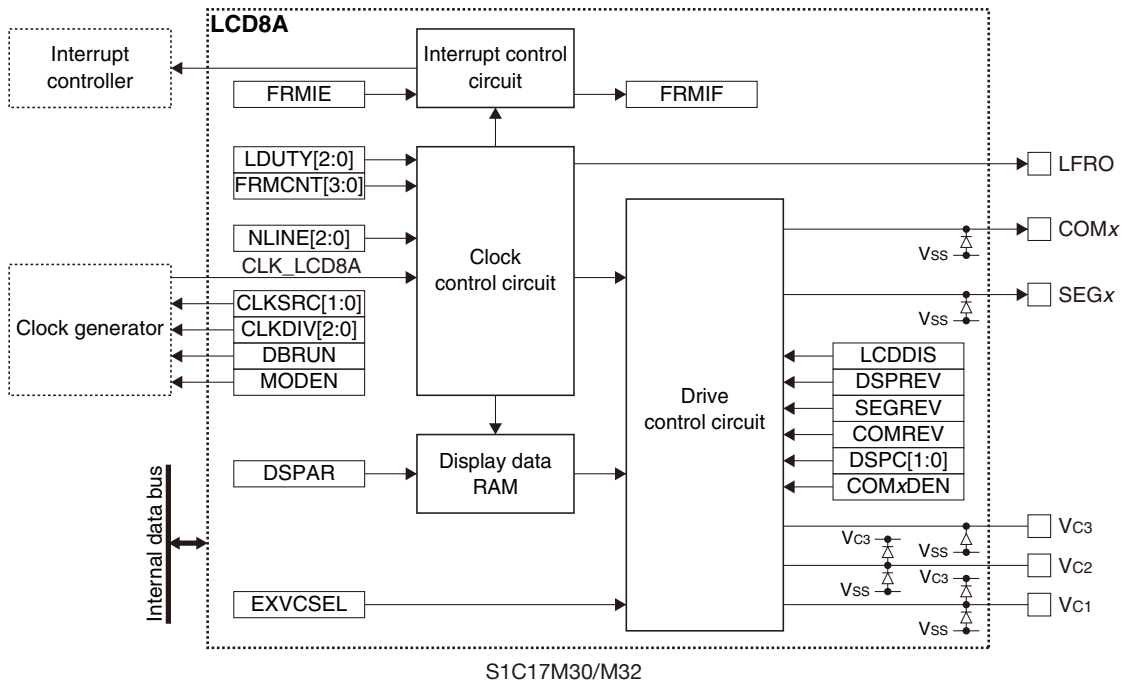 LCD8A
Interrupt
controller
Interrupt control
circuit
FRMIE
FRMIF
LDUTY[2:0]
FRMCNT[3:0]
LFRO
NLINE[2:0]
CLK_LCD8A
Clock
control circuit
COMx
VSS
SEGx
VSS
Clock generator
CLKSRC[1:0]
CLKDIV[2:0]
DBRUN
MODEN
Drive
control circuit
LCDDIS
DSPREV
SEGREV
COMREV
DSPC[1:0]
COMxDEN
DSPAR
Display data
RAM
Internal data bus
VC3
VC3
VSS
VC2
VSS
VC3
EXVCSEL
VC1
VSS
S1C17M30/M32